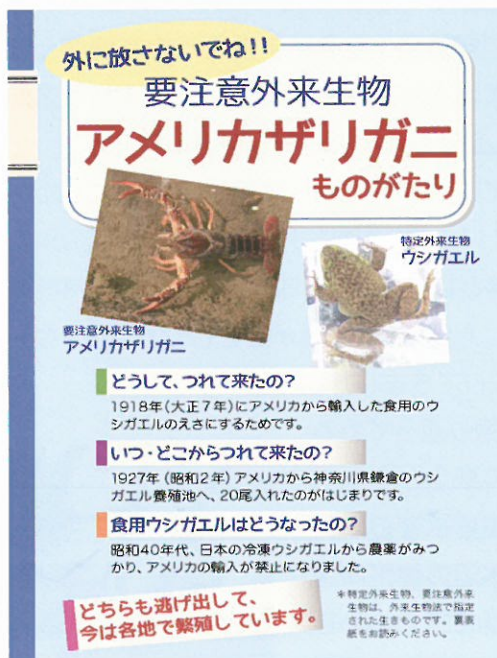 外に放さないでね!!
要注意外来生物
アメリカザリガニ
ものがたり
特定外来生物
ウシガエル
要注意外来生物
アメリカザリガニ
どうして、つれて来たの?
1918年(大正7年)にアメリカから輸入した食用のウ
シガエルのえさにするためです。
いつ・どこからつれて来たの?
1927年(昭和2年)アメリカから神奈川県鎌倉のウシ
ガエル養殖池へ、20尾入れたのがはじまりです。
食用ウシガエルはどうなったの?
昭和40年代、日本の冷凍ウシガエルから農薬がみつ
かり、アメリカの輸入が禁止になりました。
どちらも逃げ出して、
今は各地で繁殖しています。
*特定外来生物、要注意外来
生物は、外来生物法で指定
された生きものです。裏表
紙をお読みください。